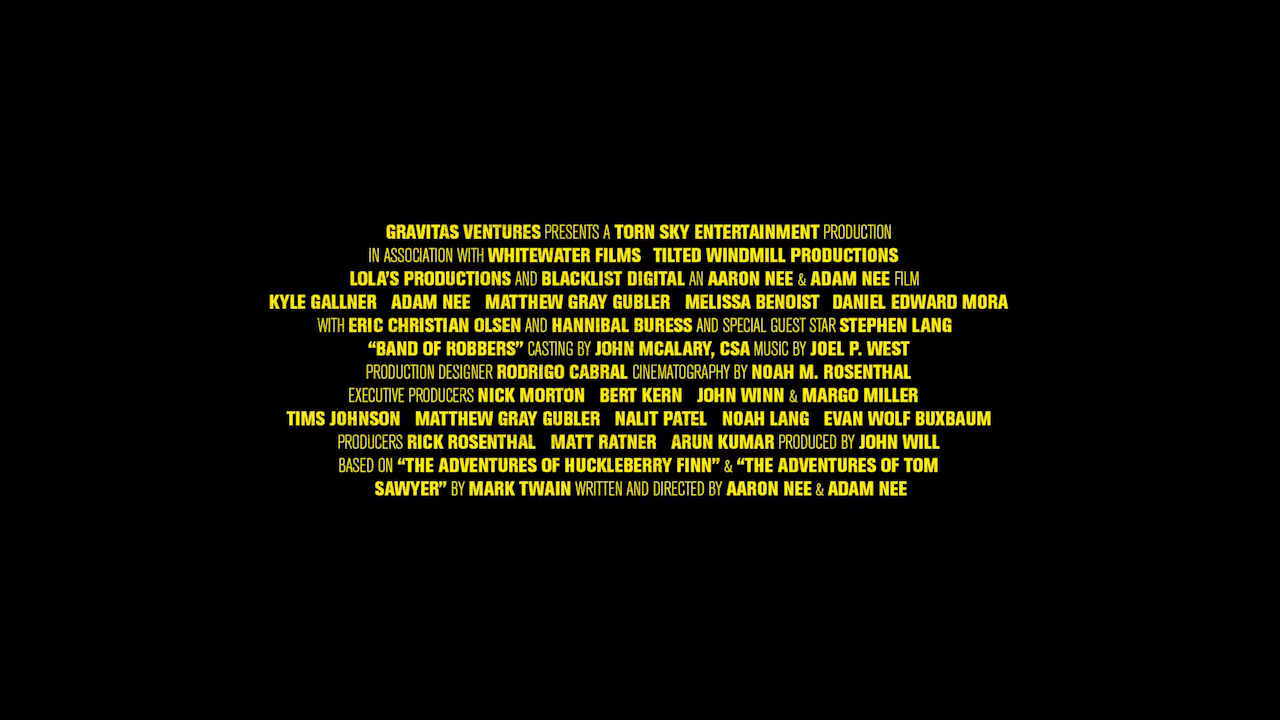 GRAVITAS VENTURES PRESENTS A TORN SKY ENTERTAINMENT PRODUCTION
IN ASSOCIATION WITH WHITEWATER FILMS TILTED WINDMILL PRODUCTIONS
LOLA'S PRODUCTIONS AND BLACKLIST DIGITAL AN AARON NEE & ADAM NEE FILM
KYLE GALLNER ADAM NEE MATTHEW GRAY GUBLER MELISSA BENOIST DANIEL EDWARD MORA
WITH ERIC CHRISTIAN OLSEN AND HANNIBAL BURESS AND SPECIAL GUEST STAR STEPHEN LANG
“BAND OF ROBBERS” CASTING BY JOHN MCALARY, CSA MUSIC BY JOEL P. WEST
PRODUCTION DESIGNER RODRIGO CABRAL CINEMATOGRAPHY BY NOAH M. ROSENTHAL
EXECUTIVE PRODUCERS NICK MORTON BERT KERN JOHN WINN & MARGO MILLER
TIMS JOHNSON MATTHEW GRAY GUBLER NALIT PATEL NOAH LANG EVAN WOLF BUXBAUM
PRODUCERS RICK ROSENTHAL MATT RATNER ARUN KUMAR PRODUCED BY JOHN WILL
BASED ON “THE ADVENTURES OF HUCKLEBERRY FINN” & “THE ADVENTURES OF TOM
SAWYER” BY MARK TWAIN WRITTEN AND DIRECTED BY AARON NEE & ADAM NEE